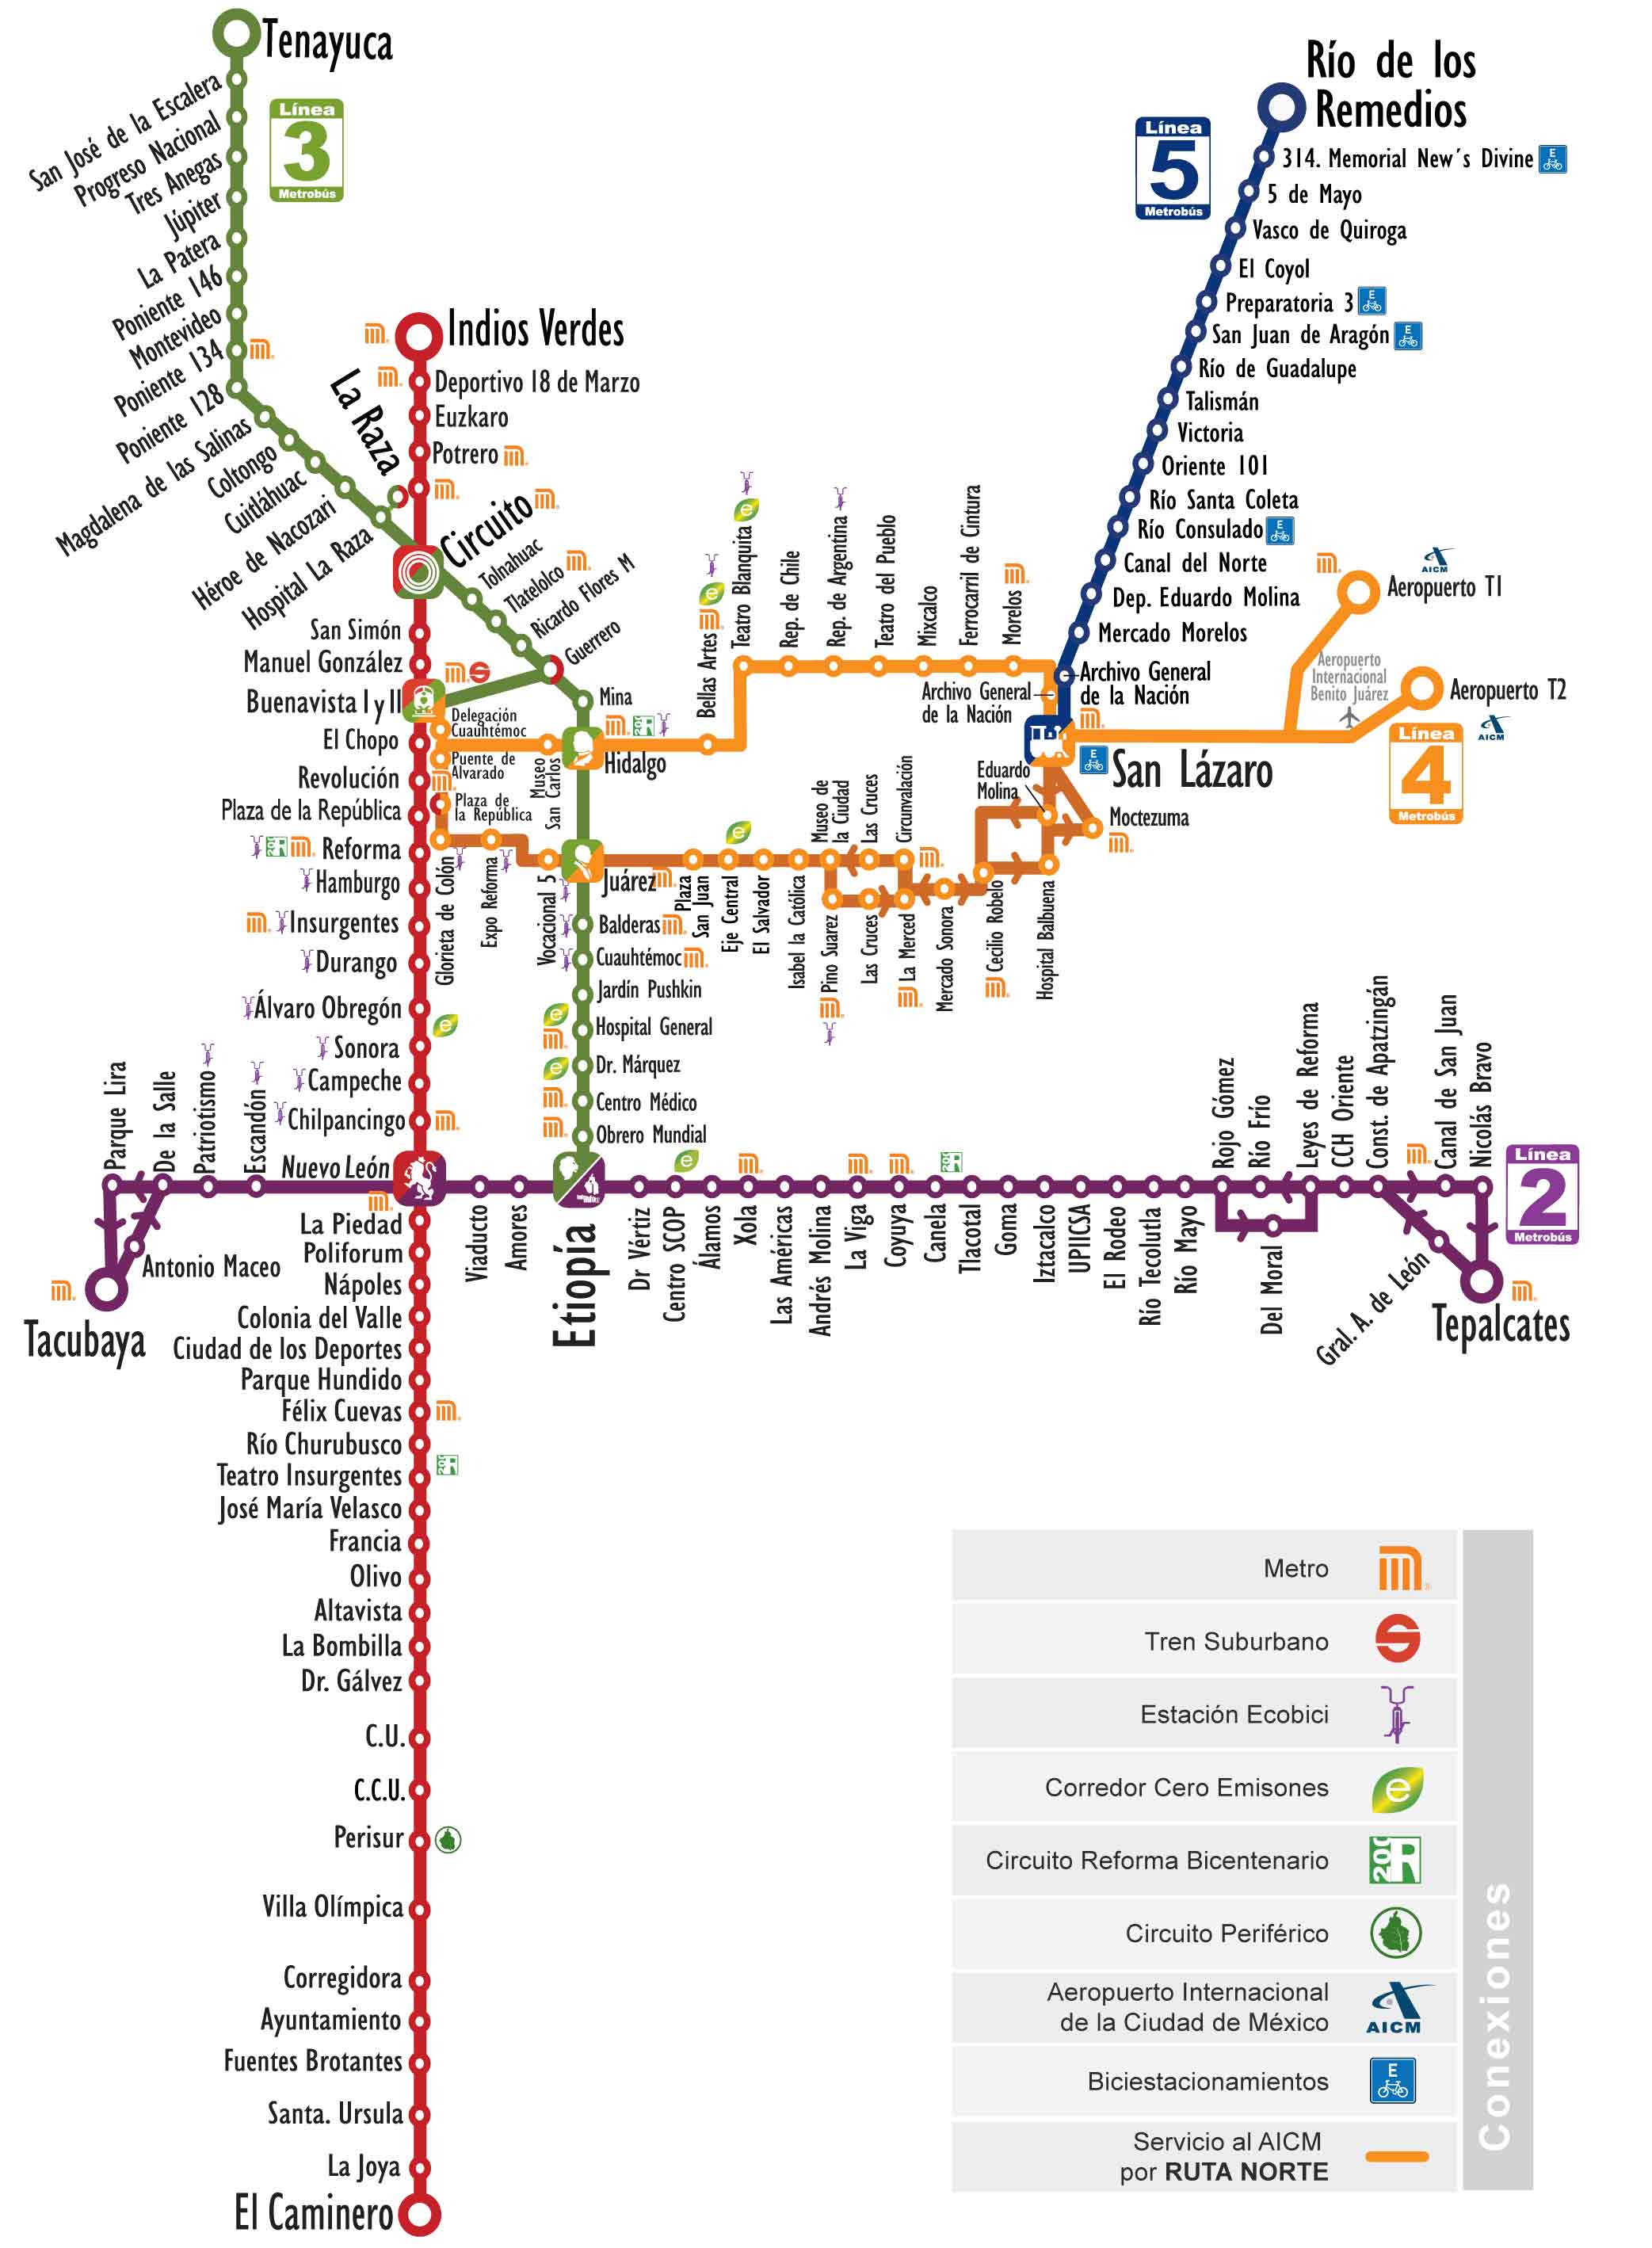 Tenayuca
San José de la Escalera
Progreso Nacional
Tres Anegas
Júpiter
La Patera
Poniente 146
Montevideo
Poniente 134
Poniente 128
Magdalena de las Salinas
Coltongo
Cuitláhuac
Héroe de Nacozari
Hospital La Raza
Línea
3
Metrobús
La Raza
Indios Verdes
Deportivo 18 de Marzo
Euzkaro
Potrero
Circuito
Tolnahuac
Tlatelolco
Ricardo Flores M
Guerrero
Mina
Hidalgo
San Simón
Manuel González
Buenavista I y II
El Chopo
Revolución
Plaza de la República
Reforma
Hamburgo
Insurgentes
Durango
Álvaro Obregón
Sonora
Campeche
Chilpancingo
Nuevo León
La Piedad
Poliforum
Nápoles
Colonia del Valle
Ciudad de los Deportes
Parque Hundido
Félix Cuevas
Río Churubusco
Teatro Insurgentes
José María Velasco
Francia
Olivo
Altavista
La Bombilla
Dr. Gálvez
C.U.
C.C.U.
Perisur
Villa Olímpica
Corregidora
Ayuntamiento
Fuentes Brotantes
Santa. Ursula
La Joya
El Caminero
Delegación
Cuauhtémoc
Puente de
Alvarado
Plaza de
la República
Museo
San Carlos
Glorieta de Colón
Expo Reforma
Vocacional 5
Juárez
Balderas
Cuauhtémoc
Jardín Pushkin
Hospital General
Dr. Márquez
Centro Médico
Obrero Mundial
Etiopía
Plaza
San Juan
Eje Central
El Salvador
Isabel la Católica
Museo de
la Ciudad
Las Cruces
Circunvalación
Pino Suarez
Las Cruces
La Merced
Mercado Sonora
Cecilio Robelo
Hospital Balbuena
Eduardo
Molina
Moctezuma
Bellas Artes
Teatro Blanquita
Rep. de Chile
Rep. de Argentina
Teatro del Pueblo
Mixcalco
Ferrocarril de Cintura
Morelos
Archivo General
de la Nación
San Lázaro
Río de los
Remedios
Línea
5
Metrobús
314. Memorial New´s Divine
5 de Mayo
Vasco de Quiroga
El Coyol
Preparatoria 3
San Juan de Aragón
Río de Guadalupe
Talismán
Victoria
Oriente 101
Río Santa Coleta
Río Consulado
Canal del Norte
Dep. Eduardo Molina
Mercado Morelos
Archivo General
de la Nación
AICM
Aeropuerto T1
Aeropuerto
Internacional
Benito Juárez
Aeropuerto T2
AICM
Línea
4
Metrobús
Parque Lira
De la Salle
Patriotismo
Escandón
Antonio Maceo
Tacubaya
Viaducto
Amores
Dr Vértiz
Centro SCOP
Álamos
Xola
Las Américas
Andrés Molina
La Viga
Coyuya
Canela
Tlacotal
Goma
Iztacalco
UPIICSA
El Rodeo
Río Tecolutla
Río Mayo
Rojo Gómez
Río Frío
Del Moral
Leyes de Reforma
CCH Oriente
Const. de Apatzingán
Canal de San Juan
Nicolás Bravo
Gral. A. de León
Tepalcates
Línea
2
Metrobús
Metro
Tren Suburbano
Estación Ecobici
Corredor Cero Emisones
Circuito Reforma Bicentenario
Circuito Periférico
Aeropuerto Internacional
de la Ciudad de México
AICM
Biciestacionamientos
Servicio al AICM
por RUTA NORTE
Conexiones